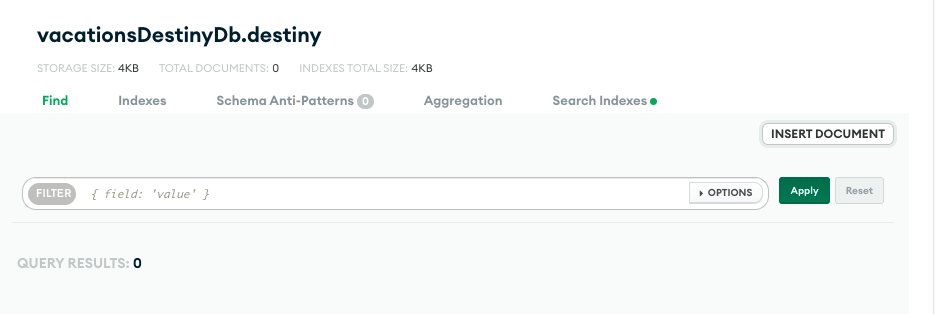 vacationsDestinyDb.destiny
STORAGE SIZE: 4KB TOTAL DOCUMENTS: 0 INDEXES TOTAL SIZE: 4KB
Find Indexes Schema Anti-Patterns 0 Aggregation Search Indexes
INSERT DOCUMENT
FILTER { field: 'value' } OPTIONS Apply Reset
QUERY RESULTS: 0